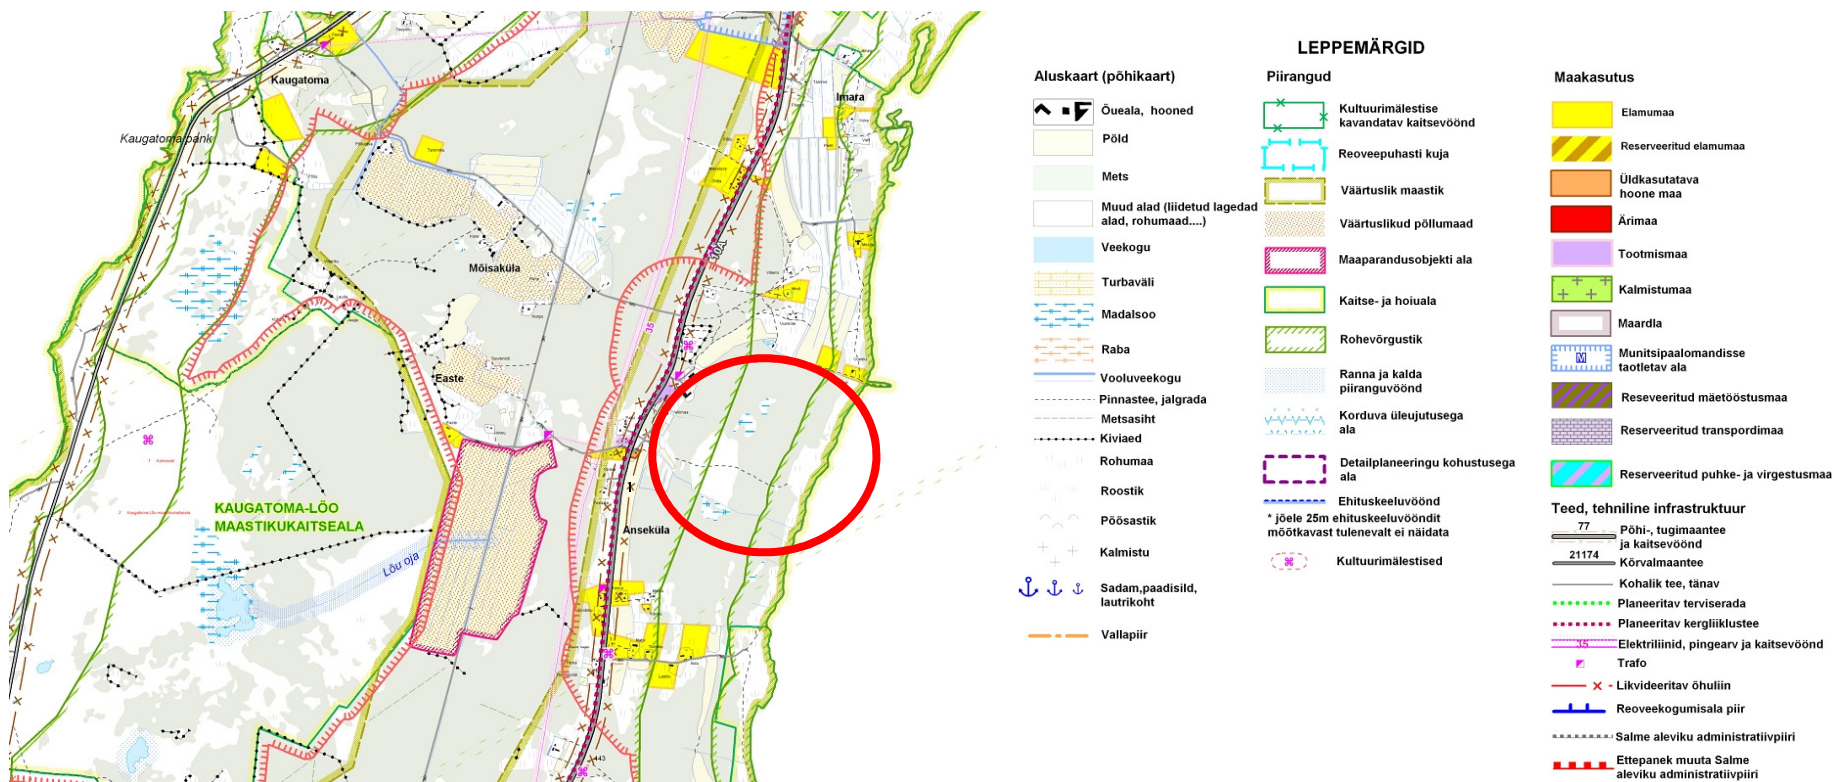 Kaugatoma
Kaugatoma pank
Imara
Mõisaküla
35
Easte
KAUGATOMA-LÕO
MAASTIKUKAITSEALA
Lõu oja
Anseküla
443
LEPPEMÄRGID
Aluskaart (põhikaart)
Õueala, hooned
Põld
Mets
Muud alad (liidetud lagedad
alad, rohumaad....)
Veekogu
Turbaväli
Madalsoo
Raba
Vooluveekogu
Pinnastee, jalgrada
Metsasiht
Kiviaed
Rohumaa
Roostik
Põõsastik
Kalmistu
Sadam,paadisild,
lautrikoht
Vallapiir
Piirangud
Kultuurimälestise
kavandatav kaitsevöönd
Reoveepuhasti kuja
Väärtuslik maastik
Väärtuslikud põllumaad
Maaparandusobjekti ala
Kaitse- ja hoiuala
Rohevõrgustik
Ranna ja kalda
piiranguvöönd
Korduva üleujutusega
ala
Detailplaneeringu kohustusega
ala
Ehituskeeluvöönd
* jõele 25m ehituskeeluvööndit
mõõtkavast tulenevalt ei näidata
Kultuurimälestised
Maakasutus
Elamumaa
Reserveeritud elamumaa
Üldkasutatava
hoone maa
Ärimaa
Tootmismaa
Kalmistumaa
Maardla
M
Munitsipaalomandisse
taotletav ala
Reseveeritud mäetööstusmaa
Reserveeritud transpordimaa
Reserveeritud puhke- ja virgestusmaa
Teed, tehniline infrastruktuur
77
Põhi-, tugimaantee
ja kaitsevöönd
21174
Kõrvalmaantee
Kohalik tee, tänav
Planeeritav terviserada
Planeeritav kergliiklustee
35
Elektriliinid, pingearv ja kaitsevöönd
Trafo
Likvideeritav õhuliin
Reoveekogumisala piir
Salme aleviku administratiivpiiri
Ettepanek muuta Salme
aleviku administratiivpiiri